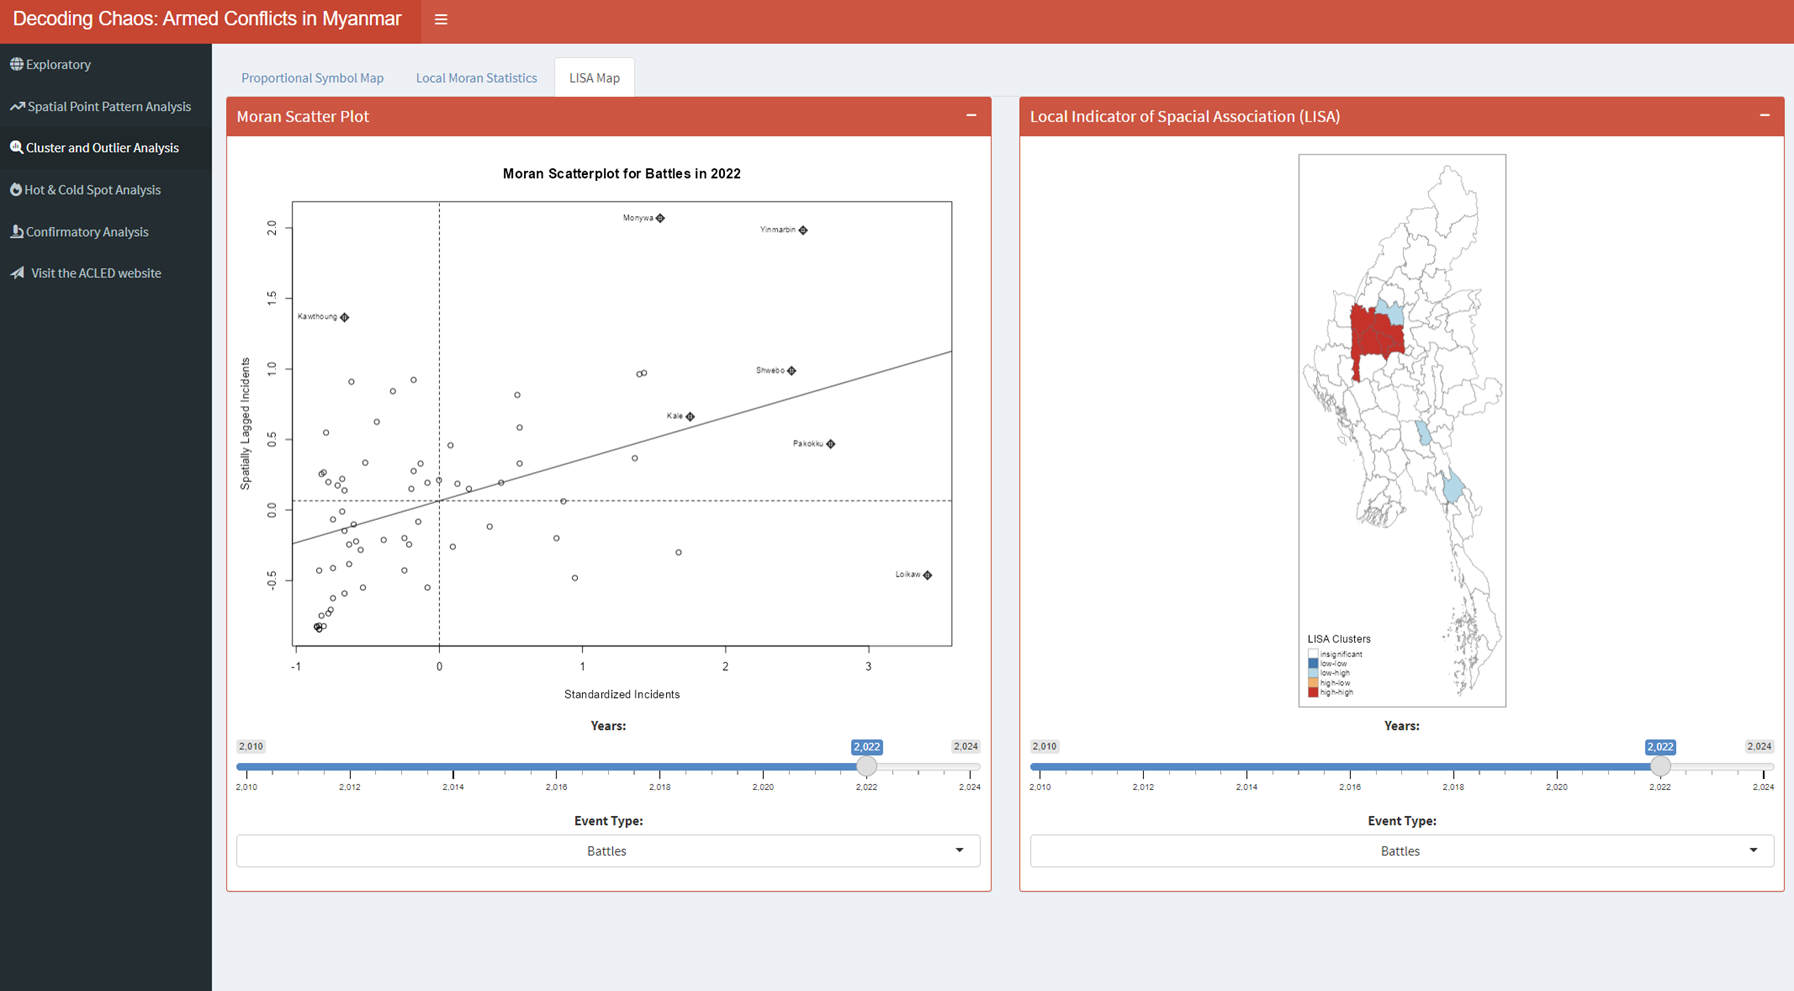 Decoding Chaos: Armed Conflicts in Myanmar
Exploratory
Spatial Point Pattern Analysis
Cluster and Outlier Analysis
Hot & Cold Spot Analysis
Confirmatory Analysis
Visit the ACLED website
Proportional Symbol Map
Local Moran Statistics
LISA Map
Moran Scatter Plot
Moran Scatterplot for Battles in 2022
Spatially Lagged Incidents
2.0
1.5
1.0
0.5
0.0
-0.5
Monywa
Yinmarbin
Kawthoung
Shwebo
Kale
Pakokku
Loikaw
-1
0
1
2
3
Standardized Incidents
Years:
2,010
2,022
2,024
2,010
2,012
2,014
2,016
2,018
2,020
2,022
2,024
Event Type:
Battles
Local Indicator of Spacial Association (LISA)
LISA Clusters
insignificant
low-low
low-high
high-low
high-high
Years:
2,010
2,022
2,024
2,010
2,012
2,014
2,016
2,018
2,020
2,022
2,024
Event Type:
Battles